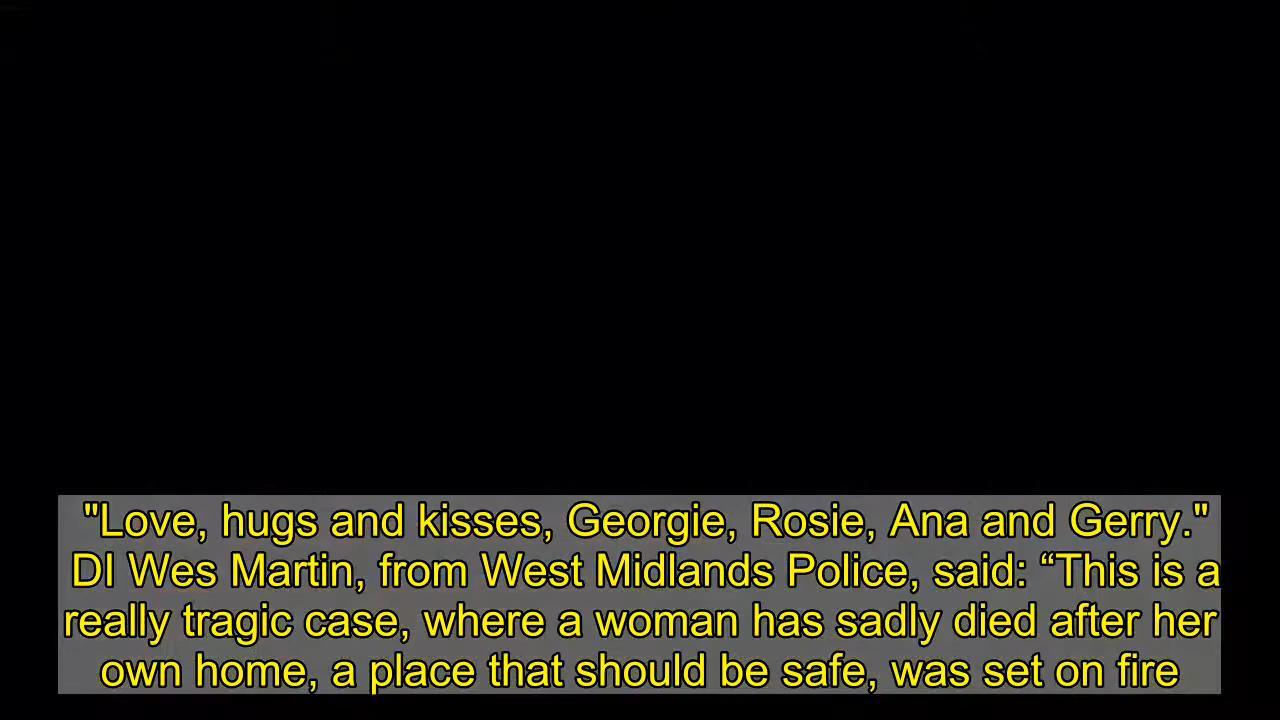 "Love, hugs and kisses, Georgie, Rosie, Ana and Gerry."
DI Wes Martin, from West Midlands Police, said: “This is a
really tragic case, where a woman has sadly died after her
own home, a place that should be safe, was set on fire